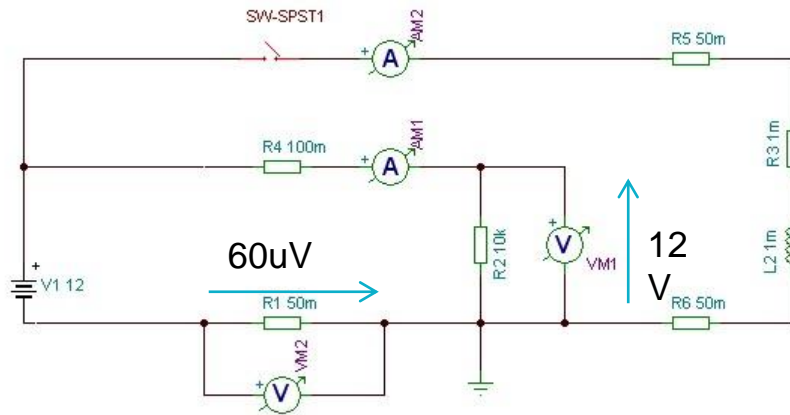 SW-SPST1
+
A
AM2
R5 50m
R4 100m
+
A
AM1
R3 1m
60uV
R2 10k
+
V
VM1
12
V
L2 1m
+
V1 12
R1 50m
R6 50m
+
V
VM2